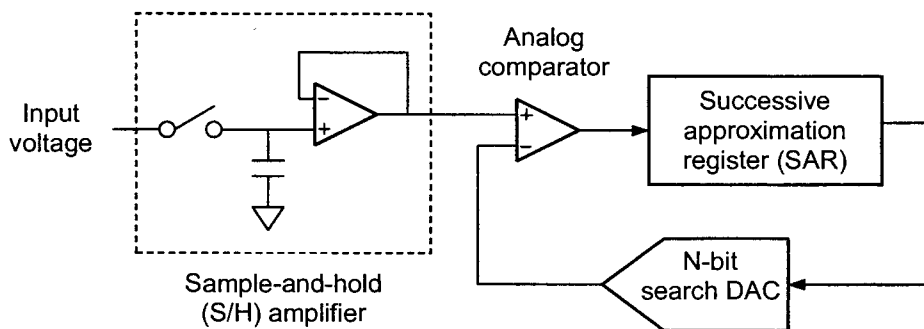 Input
voltage
−
+
Sample-and-hold
(S/H) amplifier
Analog
comparator
+
−
Successive
approximation
register (SAR)
N-bit
search DAC